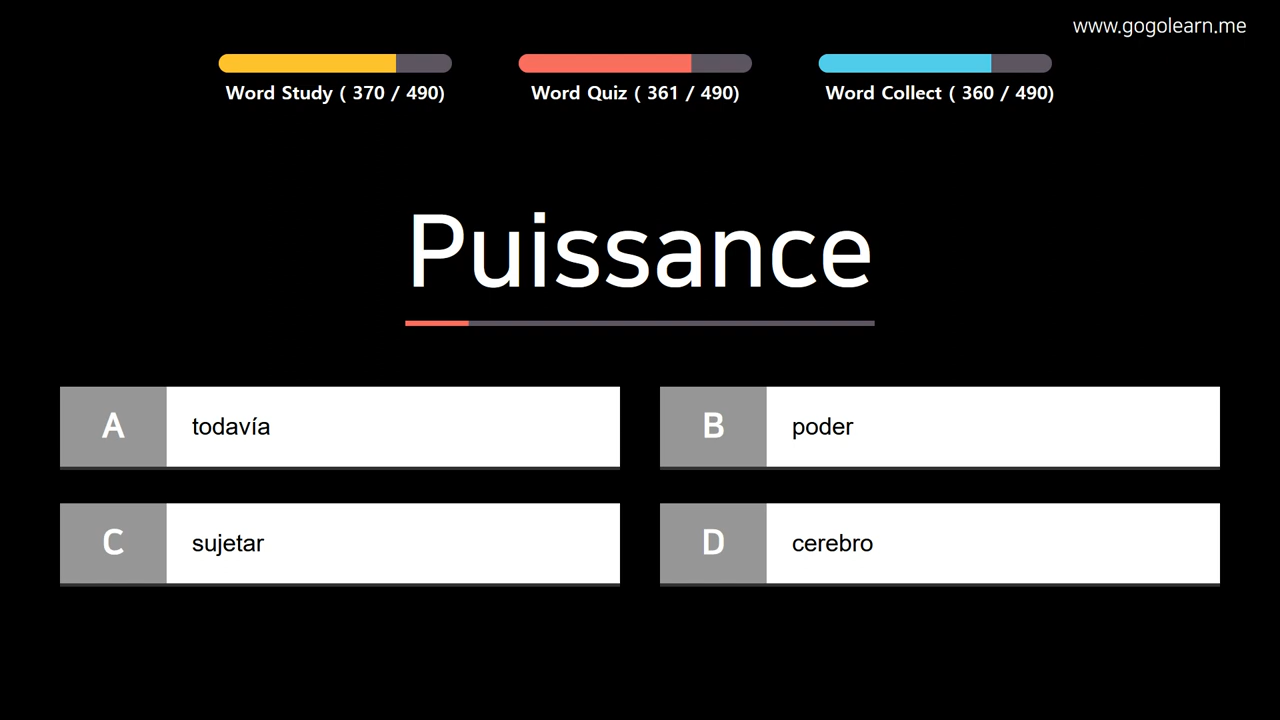 www.gogolearn.me
Word Study ( 370 / 490)
Word Quiz ( 361 / 490)
Word Collect ( 360 / 490)
Puissance
A todavía
B poder
C sujetar
D cerebro